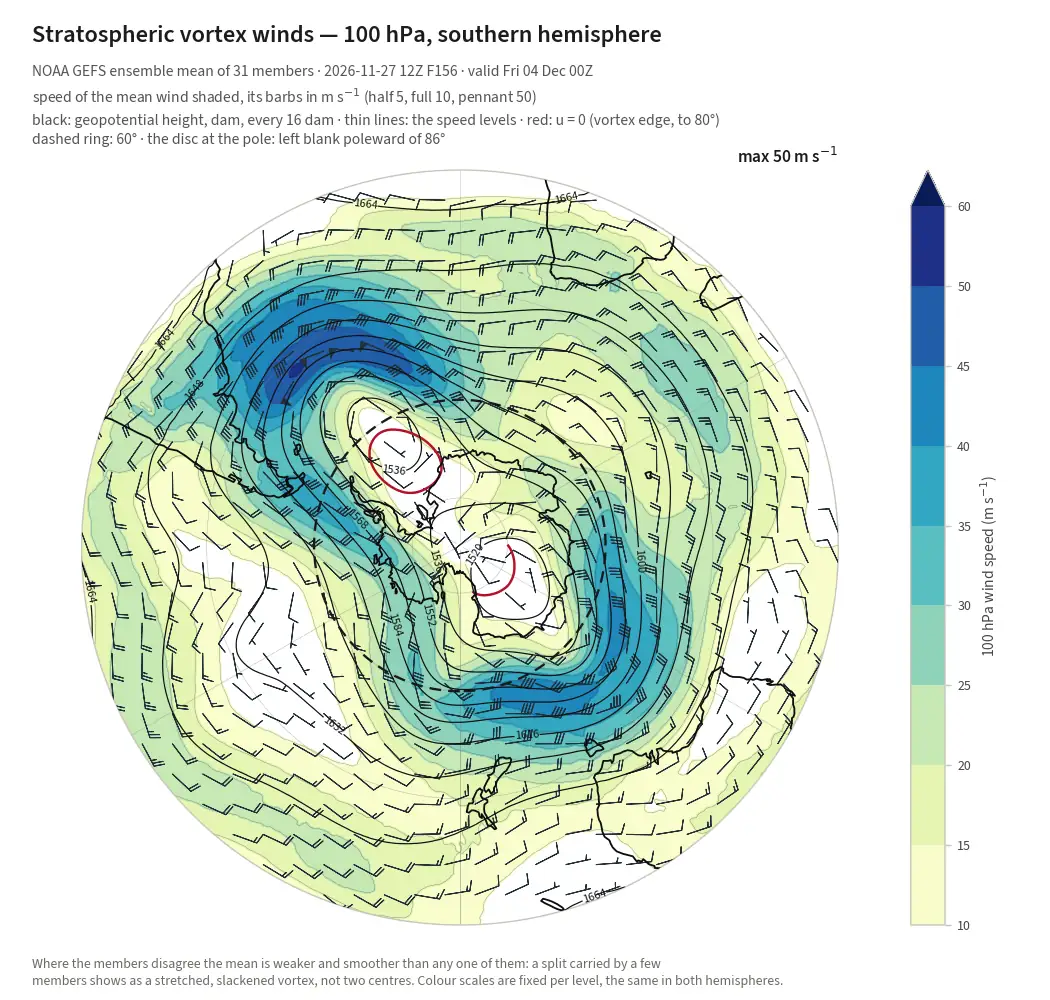 Stratospheric vortex winds — 100 hPa, southern hemisphere
NOAA GEFS ensemble mean of 31 members · 2026-11-27 12Z F156 · valid Fri 04 Dec 00Z
speed of the mean wind shaded, its barbs in m s⁻¹ (half 5, full 10, pennant 50)
black: geopotential height, dam, every 16 dam · thin lines: the speed levels · red: u = 0 (vortex edge, to 80°)
dashed ring: 60° · the disc at the pole: left blank poleward of 86°
max 50 m s⁻¹
1664
1664
1664
1648
1536
1568
1520
1536
1600
1664
1552
1584
1632
1616
1664
60
50
45
40
35
30
25
20
15
10
100 hPa wind speed (m s⁻¹)
Where the members disagree the mean is weaker and smoother than any one of them: a split carried by a few
members shows as a stretched, slackened vortex, not two centres. Colour scales are fixed per level, the same in both hemispheres.